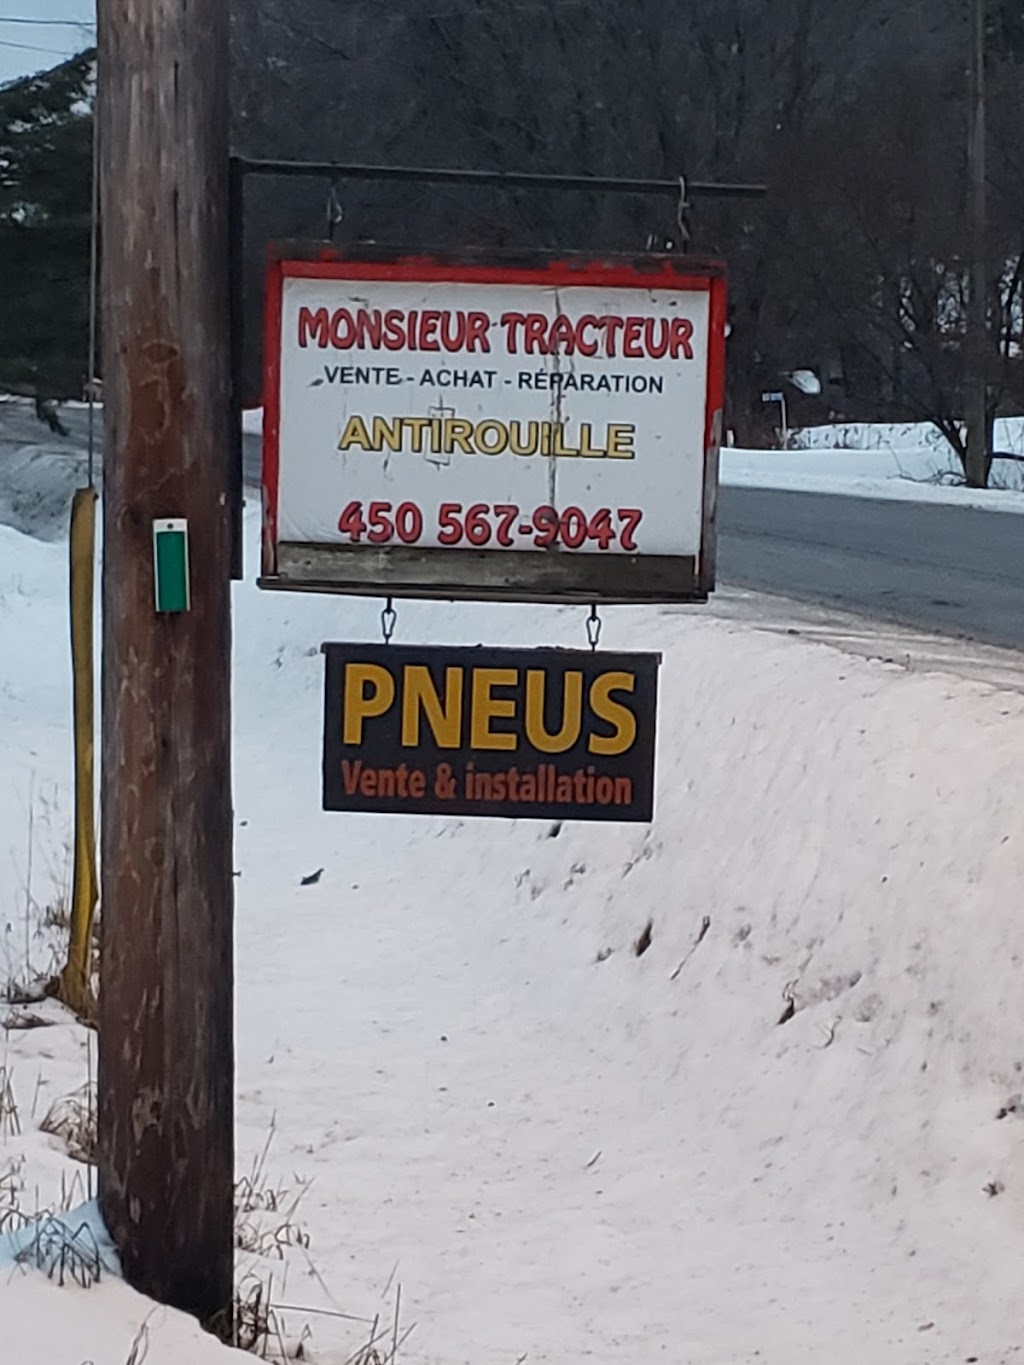 MONSIEUR TRACTEUR
VENTE - ACHAT - RÉPARATION
ANTIROUILLE
450 567-9047
PNEUS
Vente & installation